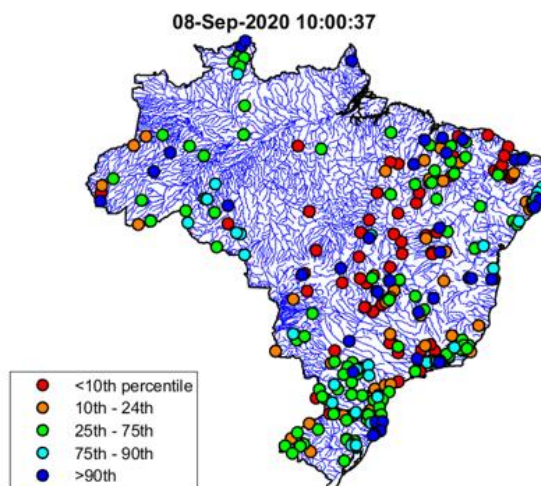 08-Sep-2020 10:00:37
<10th percentile
10th - 24th
25th - 75th
75th - 90th
>90th